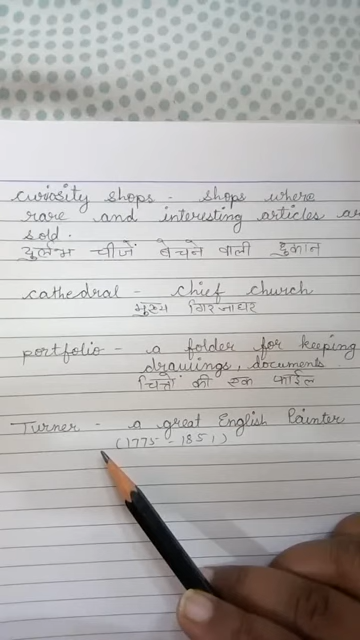 curiosity shops - shops where
rare and interesting articles are
sold.
दुर्लभ चीजें बेचने वाली दुकान
cathedral - chief church
मुख्य गिरजाघर
portfolio - a folder for keeping
drawings, documents.
चित्रों की एक फाईल
Turner - a great English Painter
(1775 - 1851)